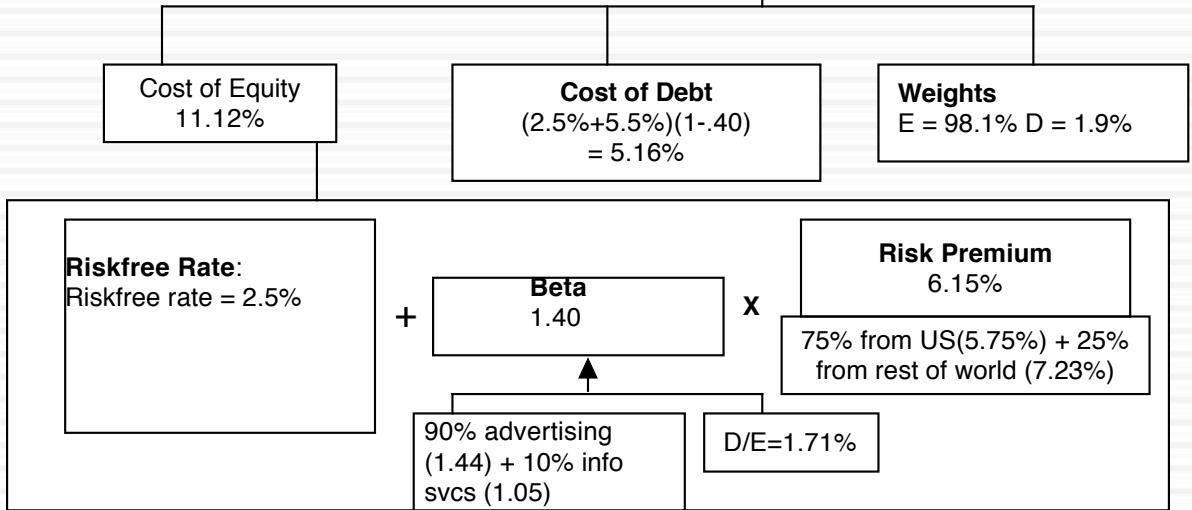 Cost of Equity
11.12%
Cost of Debt
(2.5%+5.5%)(1-.40)
= 5.16%
Weights
E = 98.1% D = 1.9%
Riskfree Rate:
Riskfree rate = 2.5%
+
Beta
1.40
X
Risk Premium
6.15%
75% from US(5.75%) + 25%
from rest of world (7.23%)
90% advertising
(1.44) + 10% info
svcs (1.05)
D/E=1.71%